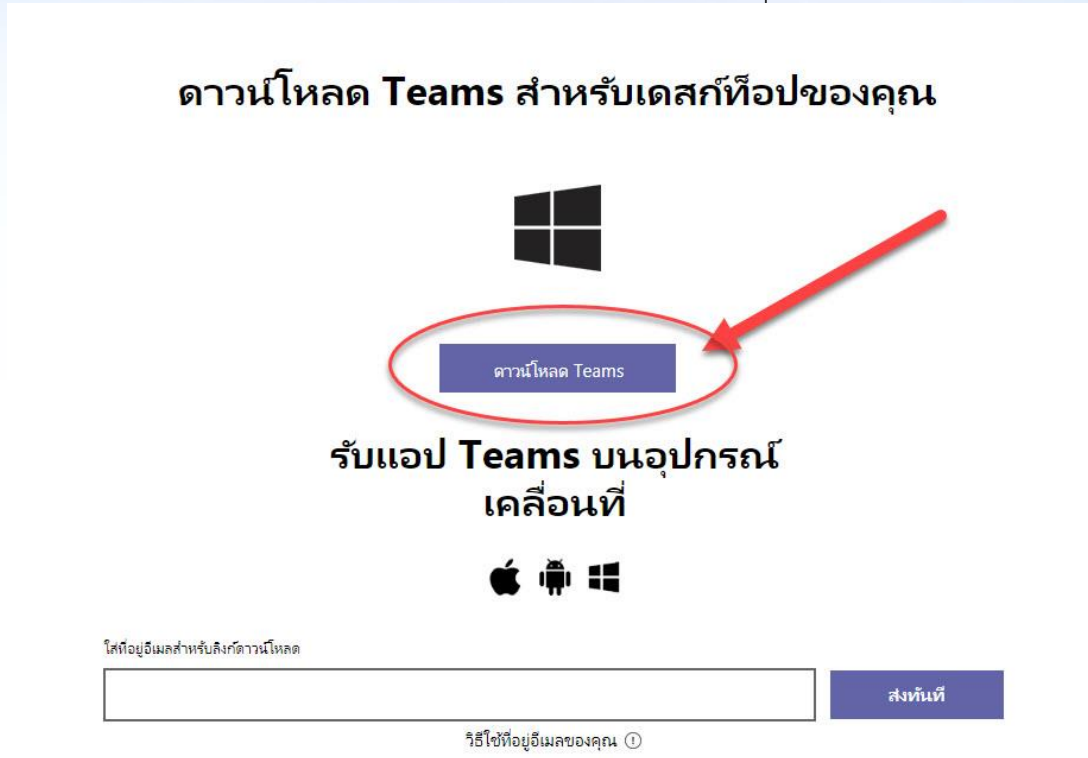 ดาวน์โหลด Teams สำหรับเดสก์ท็อปของคุณ
ดาวน์โหลด Teams
รับแอป Teams บนอุปกรณ์
เคลื่อนที่
ใส่ที่อยู่อีเมลสำหรับลิงก์ดาวน์โหลด
ส่งทันที
วิธีใช้ที่อยู่อีเมลของคุณ